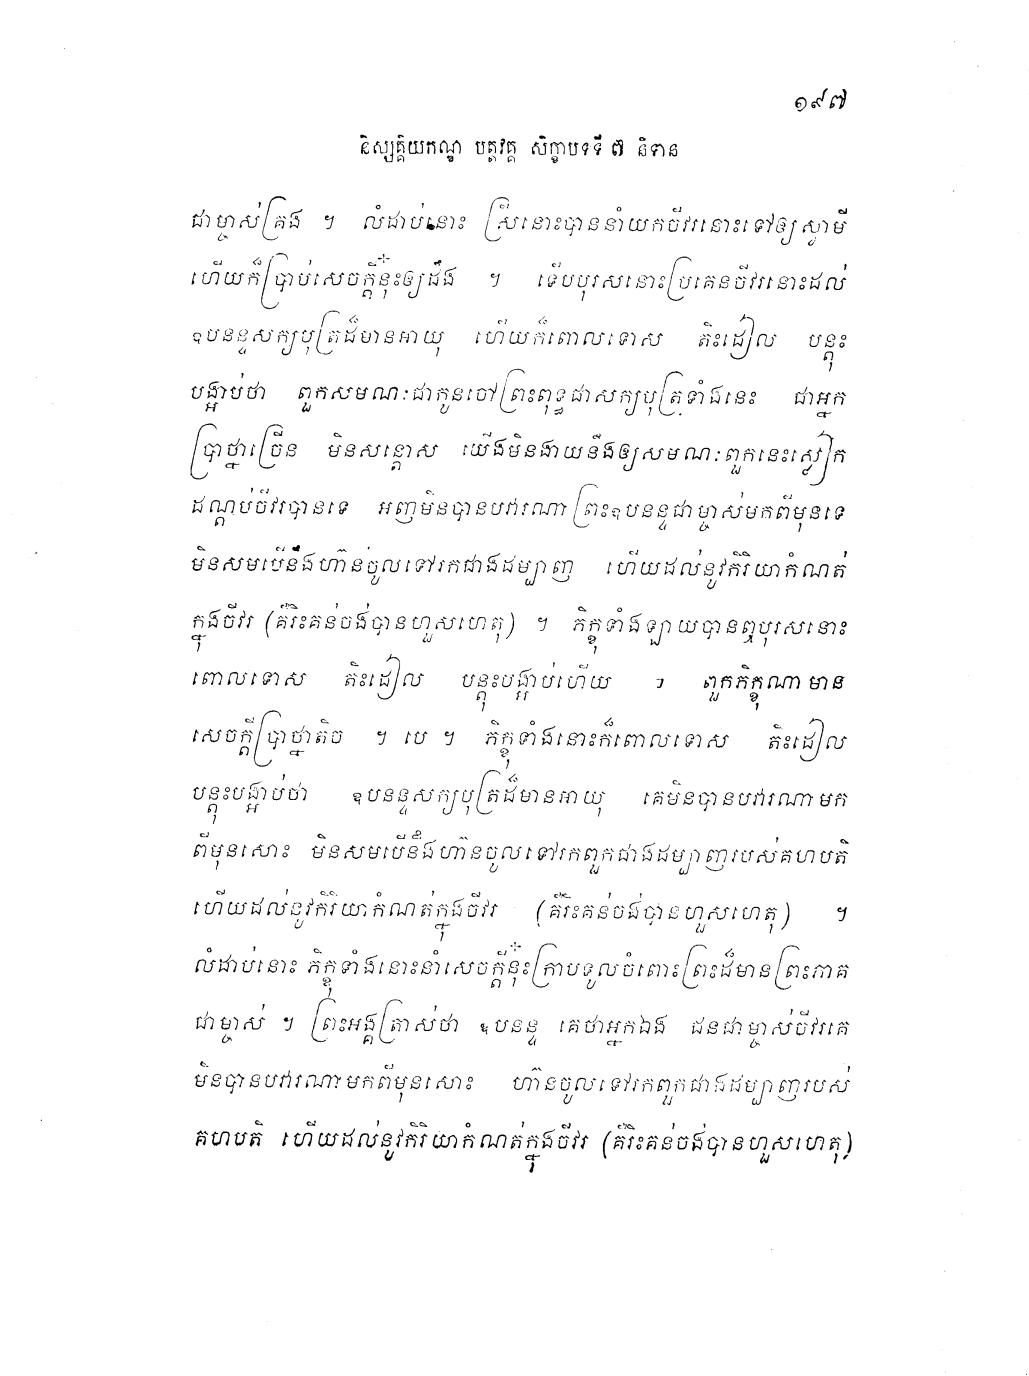 ១៩៧
និស្សគ្គិយកណ្ឌ បត្តវគ្គ សិក្ខាបទទី ៧ និទាន
ជាម្ចាស់គ្រង ។ លំដាប់នោះ ស្រីនោះបាននាំយកចីវរនោះទៅឲ្យស្វាមី
ហើយក៏ប្រាប់សេចក្តីនុ៎ះឲ្យដឹង ។ ទើបបុរសនោះប្រគេនចីវរនោះដល់
ឧបនន្ទសក្យបុត្រដ៏មានអាយុ ហើយក៏ពោលទោស តិះដៀល បន្តុះ
បង្អាប់ថា ពួកសមណៈជាកូនចៅព្រះពុទ្ធជាសក្យបុត្រទាំងនេះ ជាអ្នក
ប្រាថ្នាច្រើន មិនសន្តោស យើងមិនងាយនឹងឲ្យសមណៈពួកនេះស្លៀក
ដណ្តប់ចីវរបានទេ អញមិនបានបវារណាព្រះឧបនន្ទជាម្ចាស់មកពីមុនទេ
មិនសមបើនឹងហ៊ានចូលទៅរកជាងដម្បាញ ហើយដល់នូវកិរិយាកំណត់
ក្នុងចីវរ (គឺរិះគន់ចង់បានហួសហេតុ) ។ ភិក្ខុទាំងឡាយបានឮបុរសនោះ
ពោលទោស តិះដៀល បន្តុះបង្អាប់ហើយ ។ ពួកភិក្ខុណាមាន
សេចក្តីប្រាថ្នាតិច ។ បេ ។ ភិក្ខុទាំងនោះក៏ពោលទោស តិះដៀល
បន្តុះបង្អាប់ថា ឧបនន្ទសក្យបុត្រដ៏មានអាយុ គេមិនបានបវារណាមក
ពីមុនសោះ មិនសមបើនឹងហ៊ានចូលទៅរកពួកជាងដម្បាញរបស់គហបតិ
ហើយដល់នូវកិរិយាកំណត់ក្នុងចីវរ (គឺរិះគន់ចង់បានហួសហេតុ) ។
លំដាប់នោះ ភិក្ខុទាំងនោះនាំសេចក្តីនុ៎ះក្រាបទូលចំពោះព្រះដ៏មានព្រះភាគ
ជាម្ចាស់ ។ ព្រះអង្គត្រាស់ថា ឧបនន្ទ គេថាអ្នកឯង ជនជាម្ចាស់ចីវរគេ
មិនបានបវារណាមកពីមុនសោះ ហ៊ានចូលទៅរកពួកជាងដម្បាញរបស់
គហបតិ ហើយដល់នូវកិរិយាកំណត់ក្នុងចីវរ (គឺរិះគន់ចង់បានហួសហេតុ)